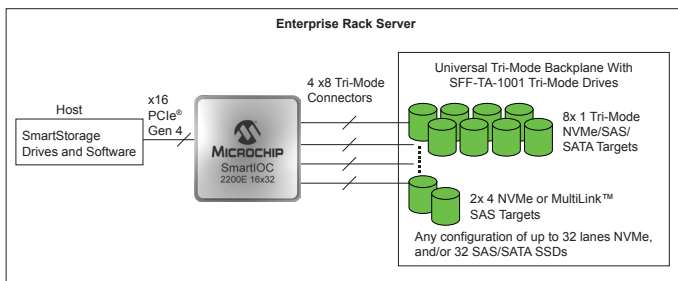 Enterprise Rack Server
Host
SmartStorage
Drives and Software
x16
PCIe®
Gen 4
MICROCHIP
SmartIOC
2200E 16x32
4 x8 Tri-Mode
Connectors
Universal Tri-Mode Backplane With
SFF-TA-1001 Tri-Mode Drives
8x 1 Tri-Mode
NVMe/SAS/
SATA Targets
2x 4 NVMe or MultiLink™
SAS Targets
Any configuration of up to 32 lanes NVMe,
and/or 32 SAS/SATA SSDs